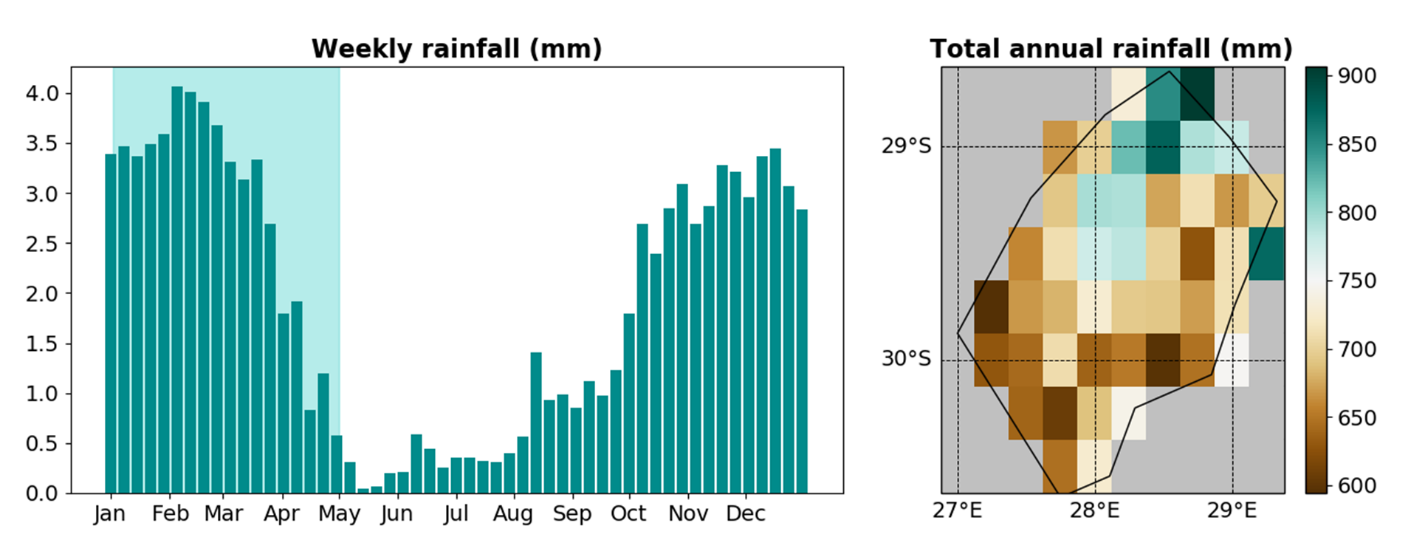 Weekly rainfall (mm)
4.0
3.5
3.0
2.5
2.0
1.5
1.0
0.5
0.0
Jan Feb Mar Apr May Jun Jul Aug Sep Oct Nov Dec
Total annual rainfall (mm)
29°S
30°S
27°E 28°E 29°E
900
850
800
750
700
650
600